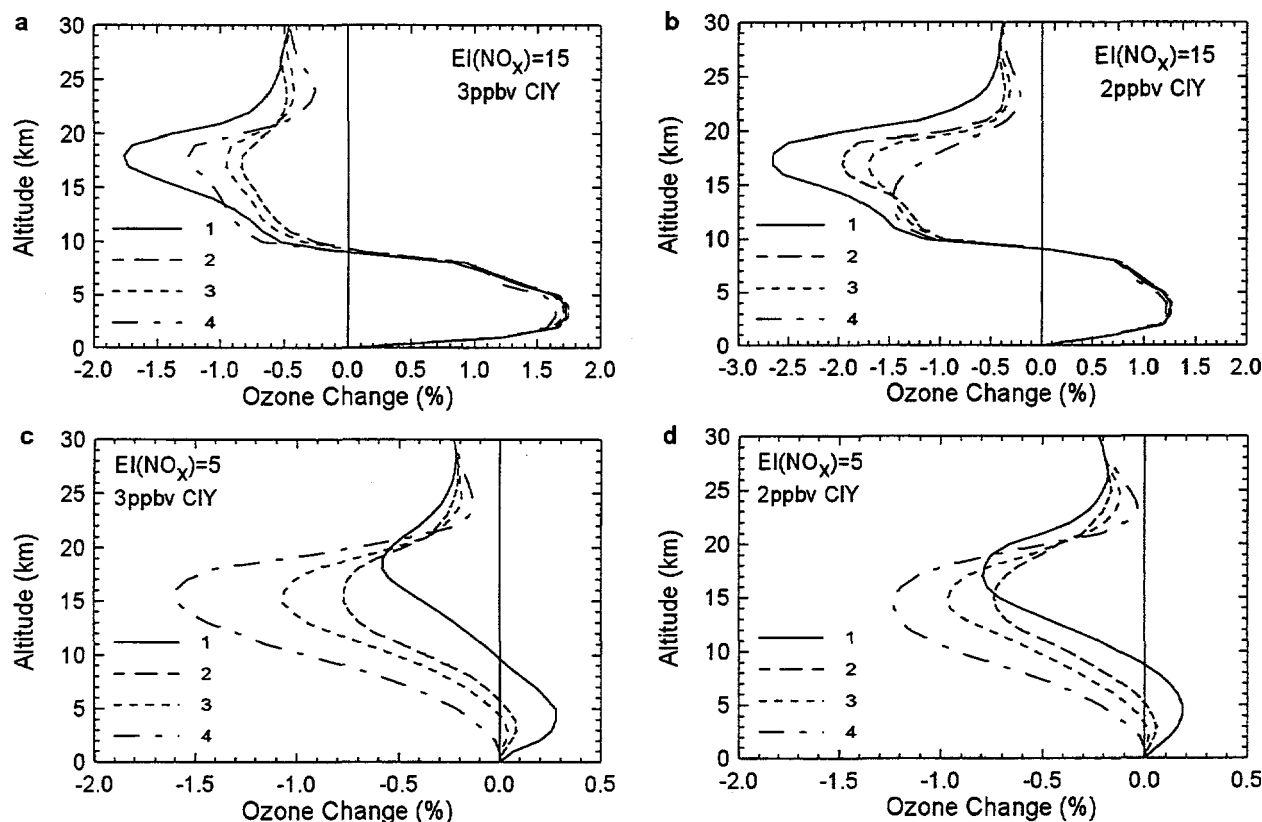 a
EI(NOX)=15
3ppbv ClY
Altitude (km)
30
25
20
15
10
5
0
1
2
3
4
-2.0 -1.5 -1.0 -0.5 0.0 0.5 1.0 1.5 2.0
Ozone Change (%)
b
EI(NOX)=15
2ppbv ClY
Altitude (km)
30
25
20
15
10
5
0
1
2
3
4
-3.0 -2.5 -2.0 -1.5 -1.0 -0.5 0.0 0.5 1.0 1.5 2.0
Ozone Change (%)
c
EI(NOX)=5
3ppbv ClY
Altitude (km)
30
25
20
15
10
5
0
1
2
3
4
-2.0 -1.5 -1.0 -0.5 0.0 0.5
Ozone Change (%)
d
EI(NOX)=5
2ppbv ClY
Altitude (km)
30
25
20
15
10
5
0
1
2
3
4
-2.0 -1.5 -1.0 -0.5 0.0 0.5
Ozone Change (%)